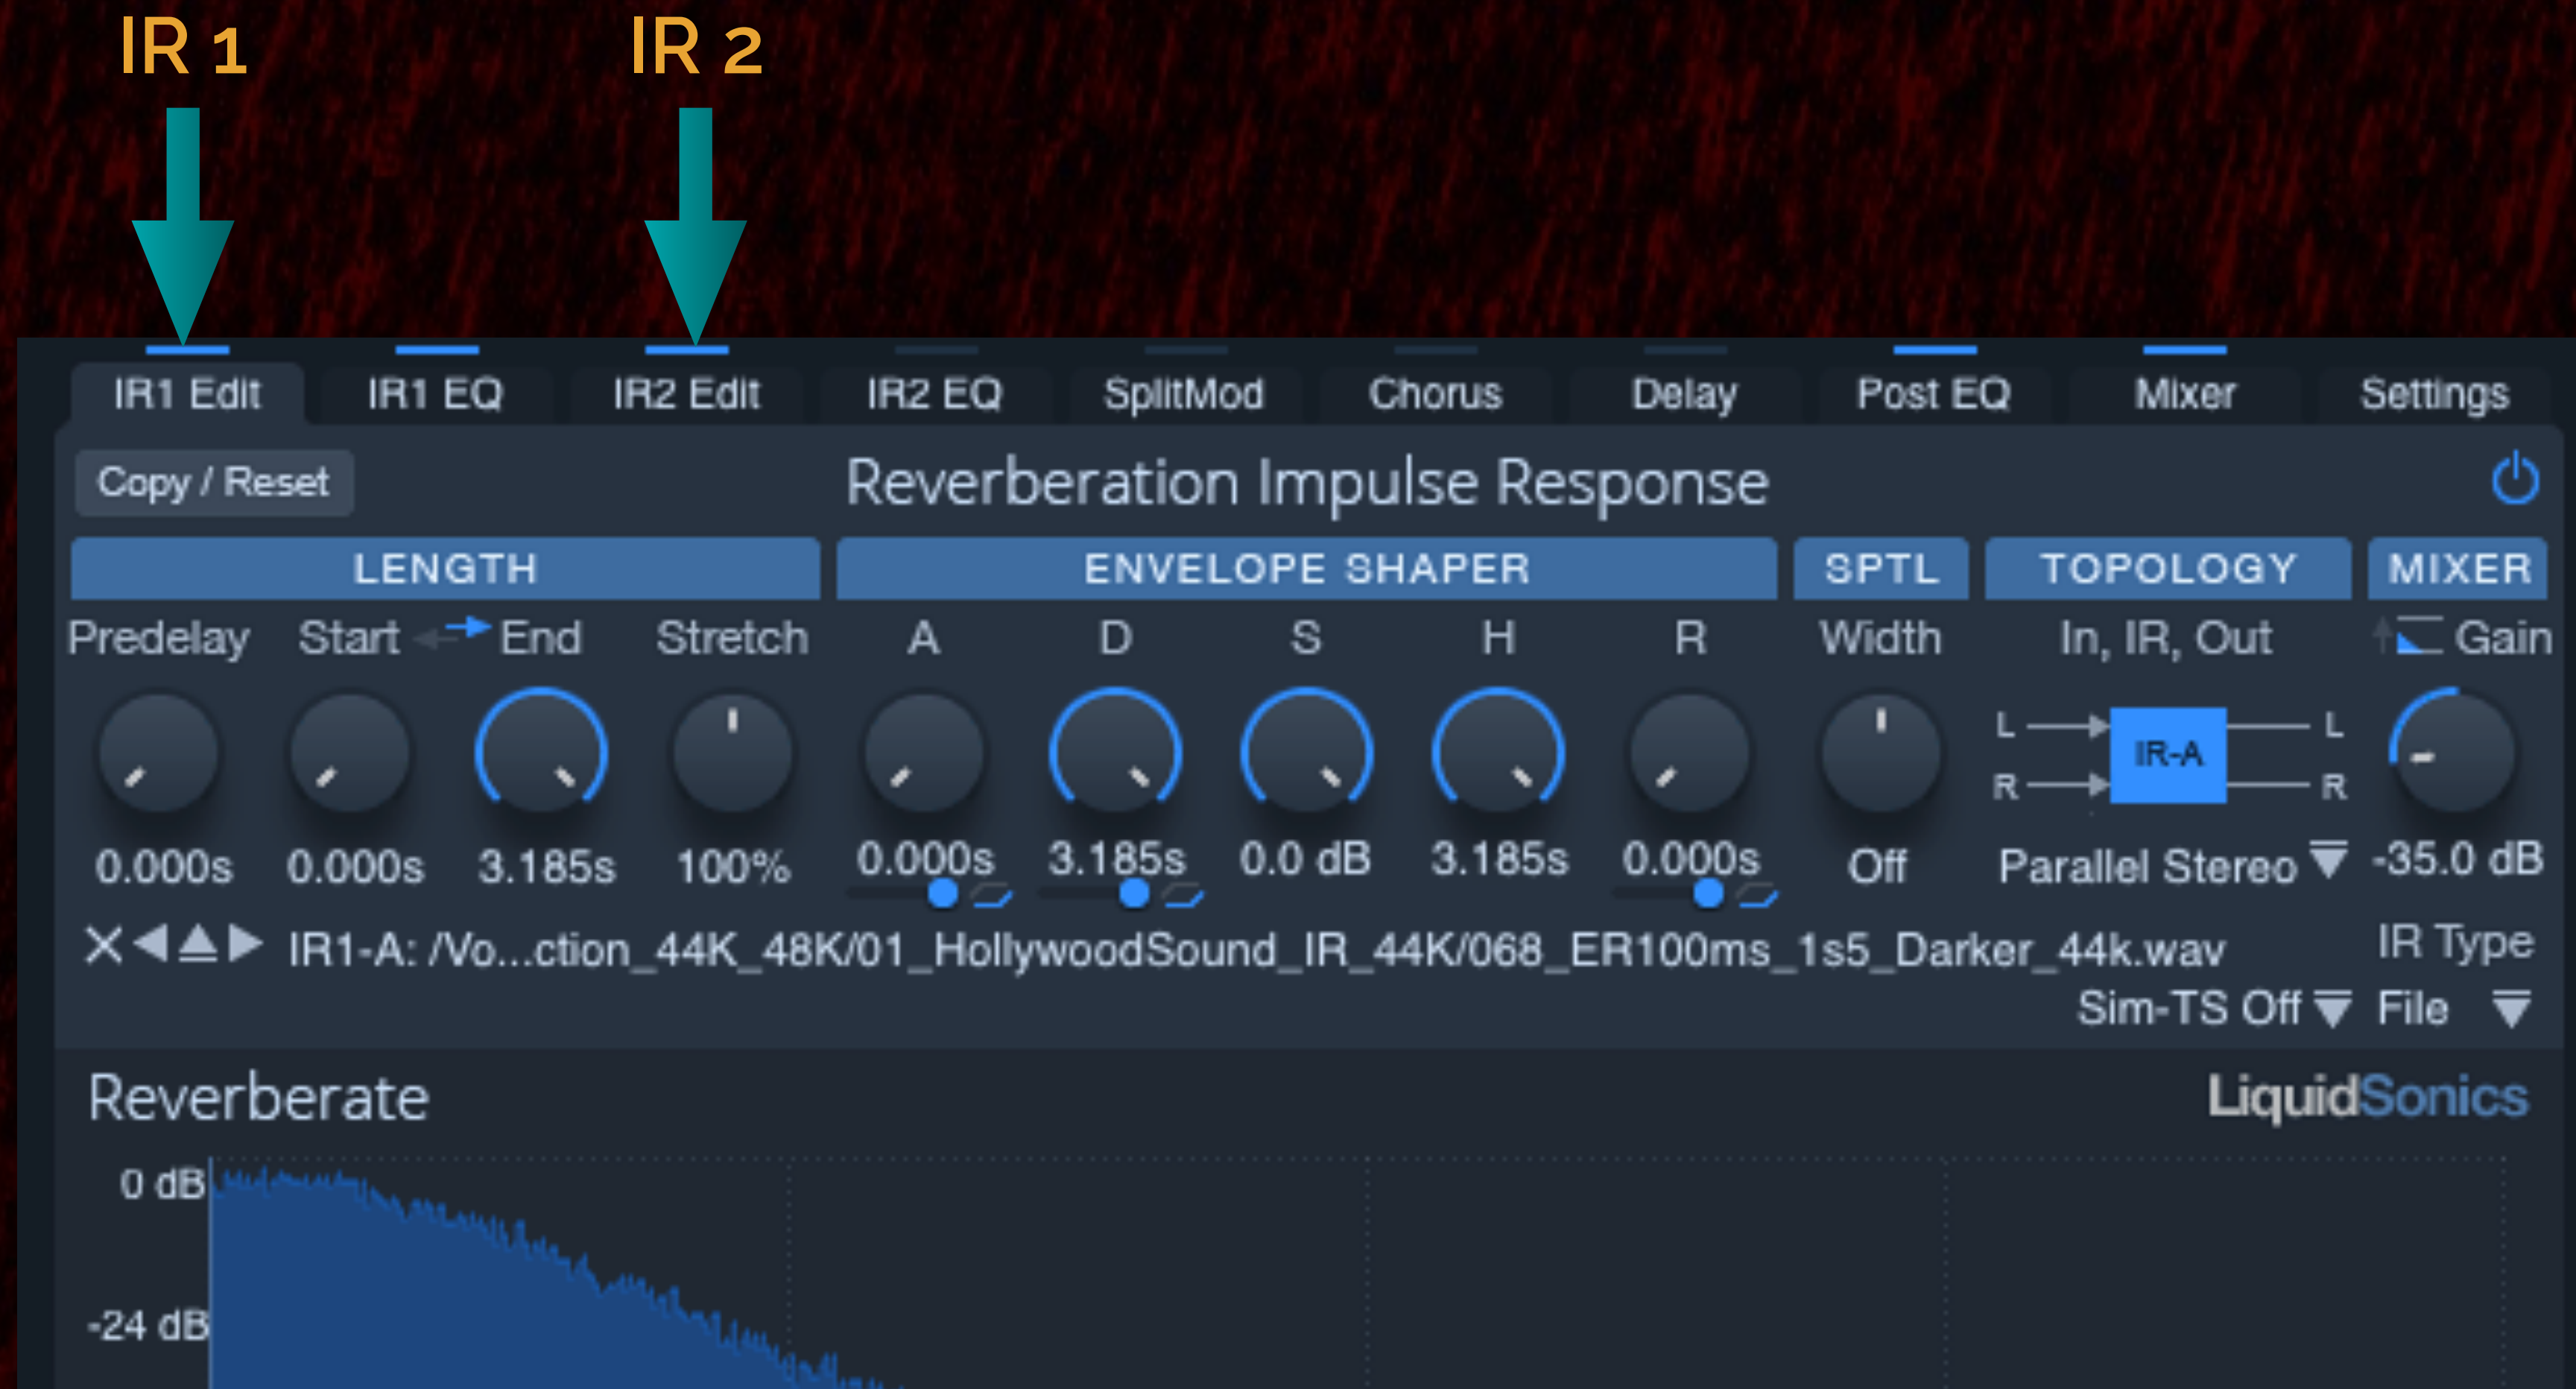 IR 1 IR 2
IR1 Edit IR1 EQ IR2 Edit IR2 EQ SplitMod Chorus Delay Post EQ Mixer Settings
Copy / Reset Reverberation Impulse Response
LENGTH ENVELOPE SHAPER SPTL TOPOLOGY MIXER
Predelay Start End Stretch A D S H R Width In, IR, Out Gain
L L
IR-A
R R
0.000s 0.000s 3.185s 100% 0.000s 3.185s 0.0 dB 3.185s 0.000s Off Parallel Stereo -35.0 dB
IR1-A: /Vo...ction_44K_48K/01_HollywoodSound_IR_44K/068_ER100ms_1s5_Darker_44k.wav IR Type
Sim-TS Off File
Reverberate LiquidSonics
0 dB
-24 dB